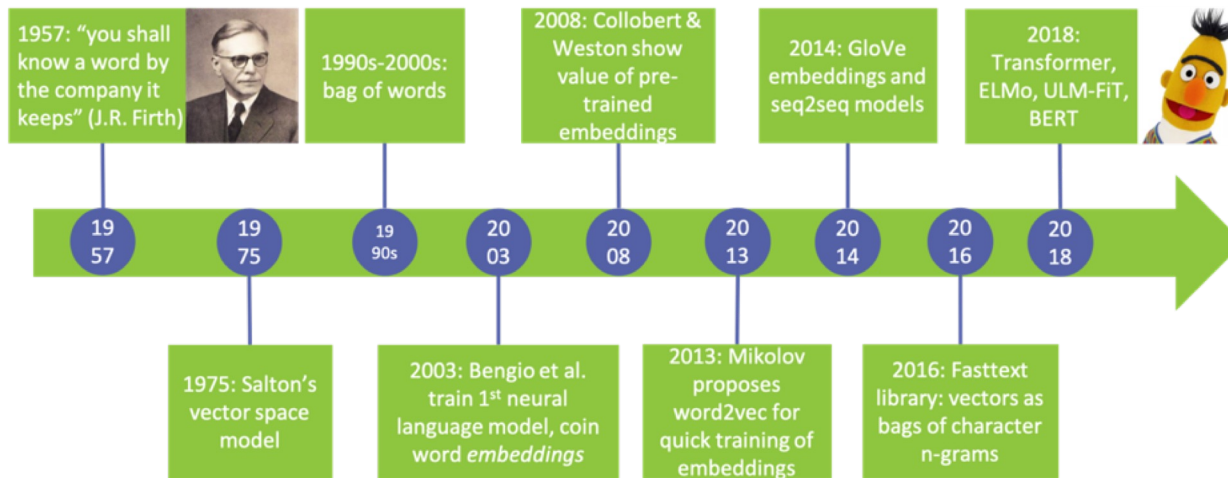 1957: “you shall
know a word by
the company it
keeps” (J.R. Firth)
1990s-2000s:
bag of words
2008: Collobert &
Weston show
value of pre-
trained
embeddings
2014: GloVe
embeddings and
seq2seq models
2018:
Transformer,
ELMo, ULM-FiT,
BERT
19
57
19
75
19
90s
20
03
20
08
20
13
20
14
20
16
20
18
1975: Salton’s
vector space
model
2003: Bengio et al.
train 1st neural
language model, coin
word embeddings
2013: Mikolov
proposes
word2vec for
quick training of
embeddings
2016: Fasttext
library: vectors as
bags of character
n-grams